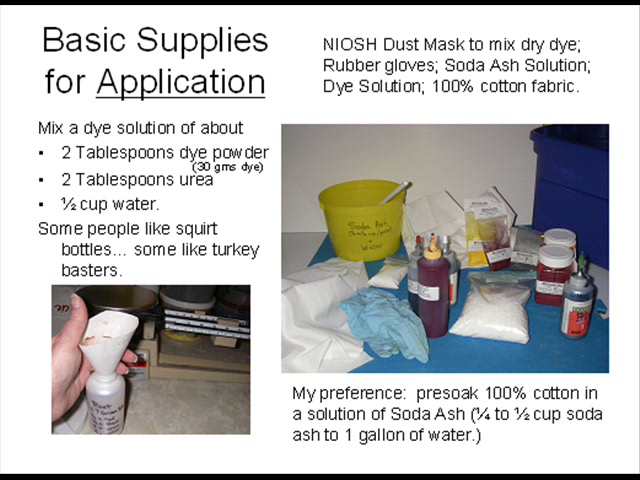 Basic Supplies
for Application
NIOSH Dust Mask to mix dry dye;
Rubber gloves; Soda Ash Solution;
Dye Solution; 100% cotton fabric.
Mix a dye solution of about
• 2 Tablespoons dye powder
(30 gms dye)
• 2 Tablespoons urea
• ½ cup water.
Some people like squirt
bottles... some like turkey
basters.
Soda Ash
Water
My preference: presoak 100% cotton in
a solution of Soda Ash (¼ to ½ cup soda
ash to 1 gallon of water.)